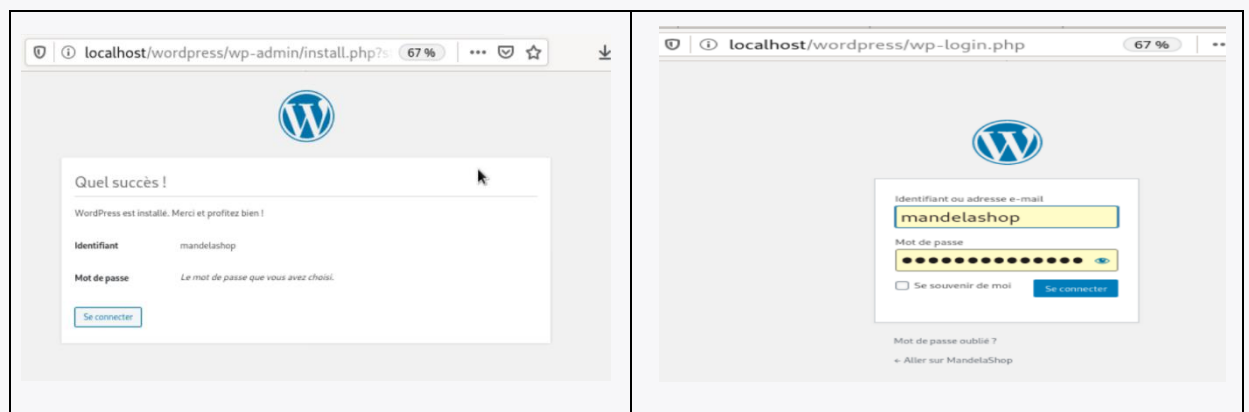 localhost/wordpress/wp-admin/install.php?s
67 %
Quel succès !
WordPress est installé. Merci et profitez bien !
Identifiant mandelashop
Mot de passe Le mot de passe que vous avez choisi.
Se connecter
localhost/wordpress/wp-login.php
67 %
Identifiant ou adresse e-mail
mandelashop
Mot de passe
Se souvenir de moi
Se connecter
Mot de passe oublié ?
← Aller sur MandelaShop